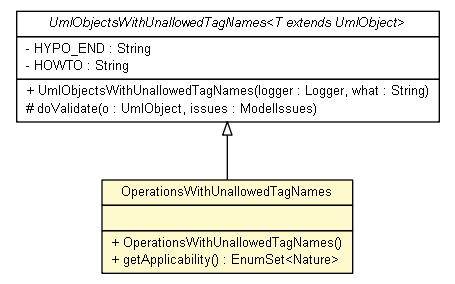 UmlObjectsWithUnallowedTagNames<T extends UmlObject>
- HYPO_END : String
- HOWTO : String
+ UmlObjectsWithUnallowedTagNames(logger : Logger, what : String)
# doValidate(o : UmlObject, issues : ModelIssues)
OperationsWithUnallowedTagNames
+ OperationsWithUnallowedTagNames()
+ getApplicability() : EnumSet<Nature>